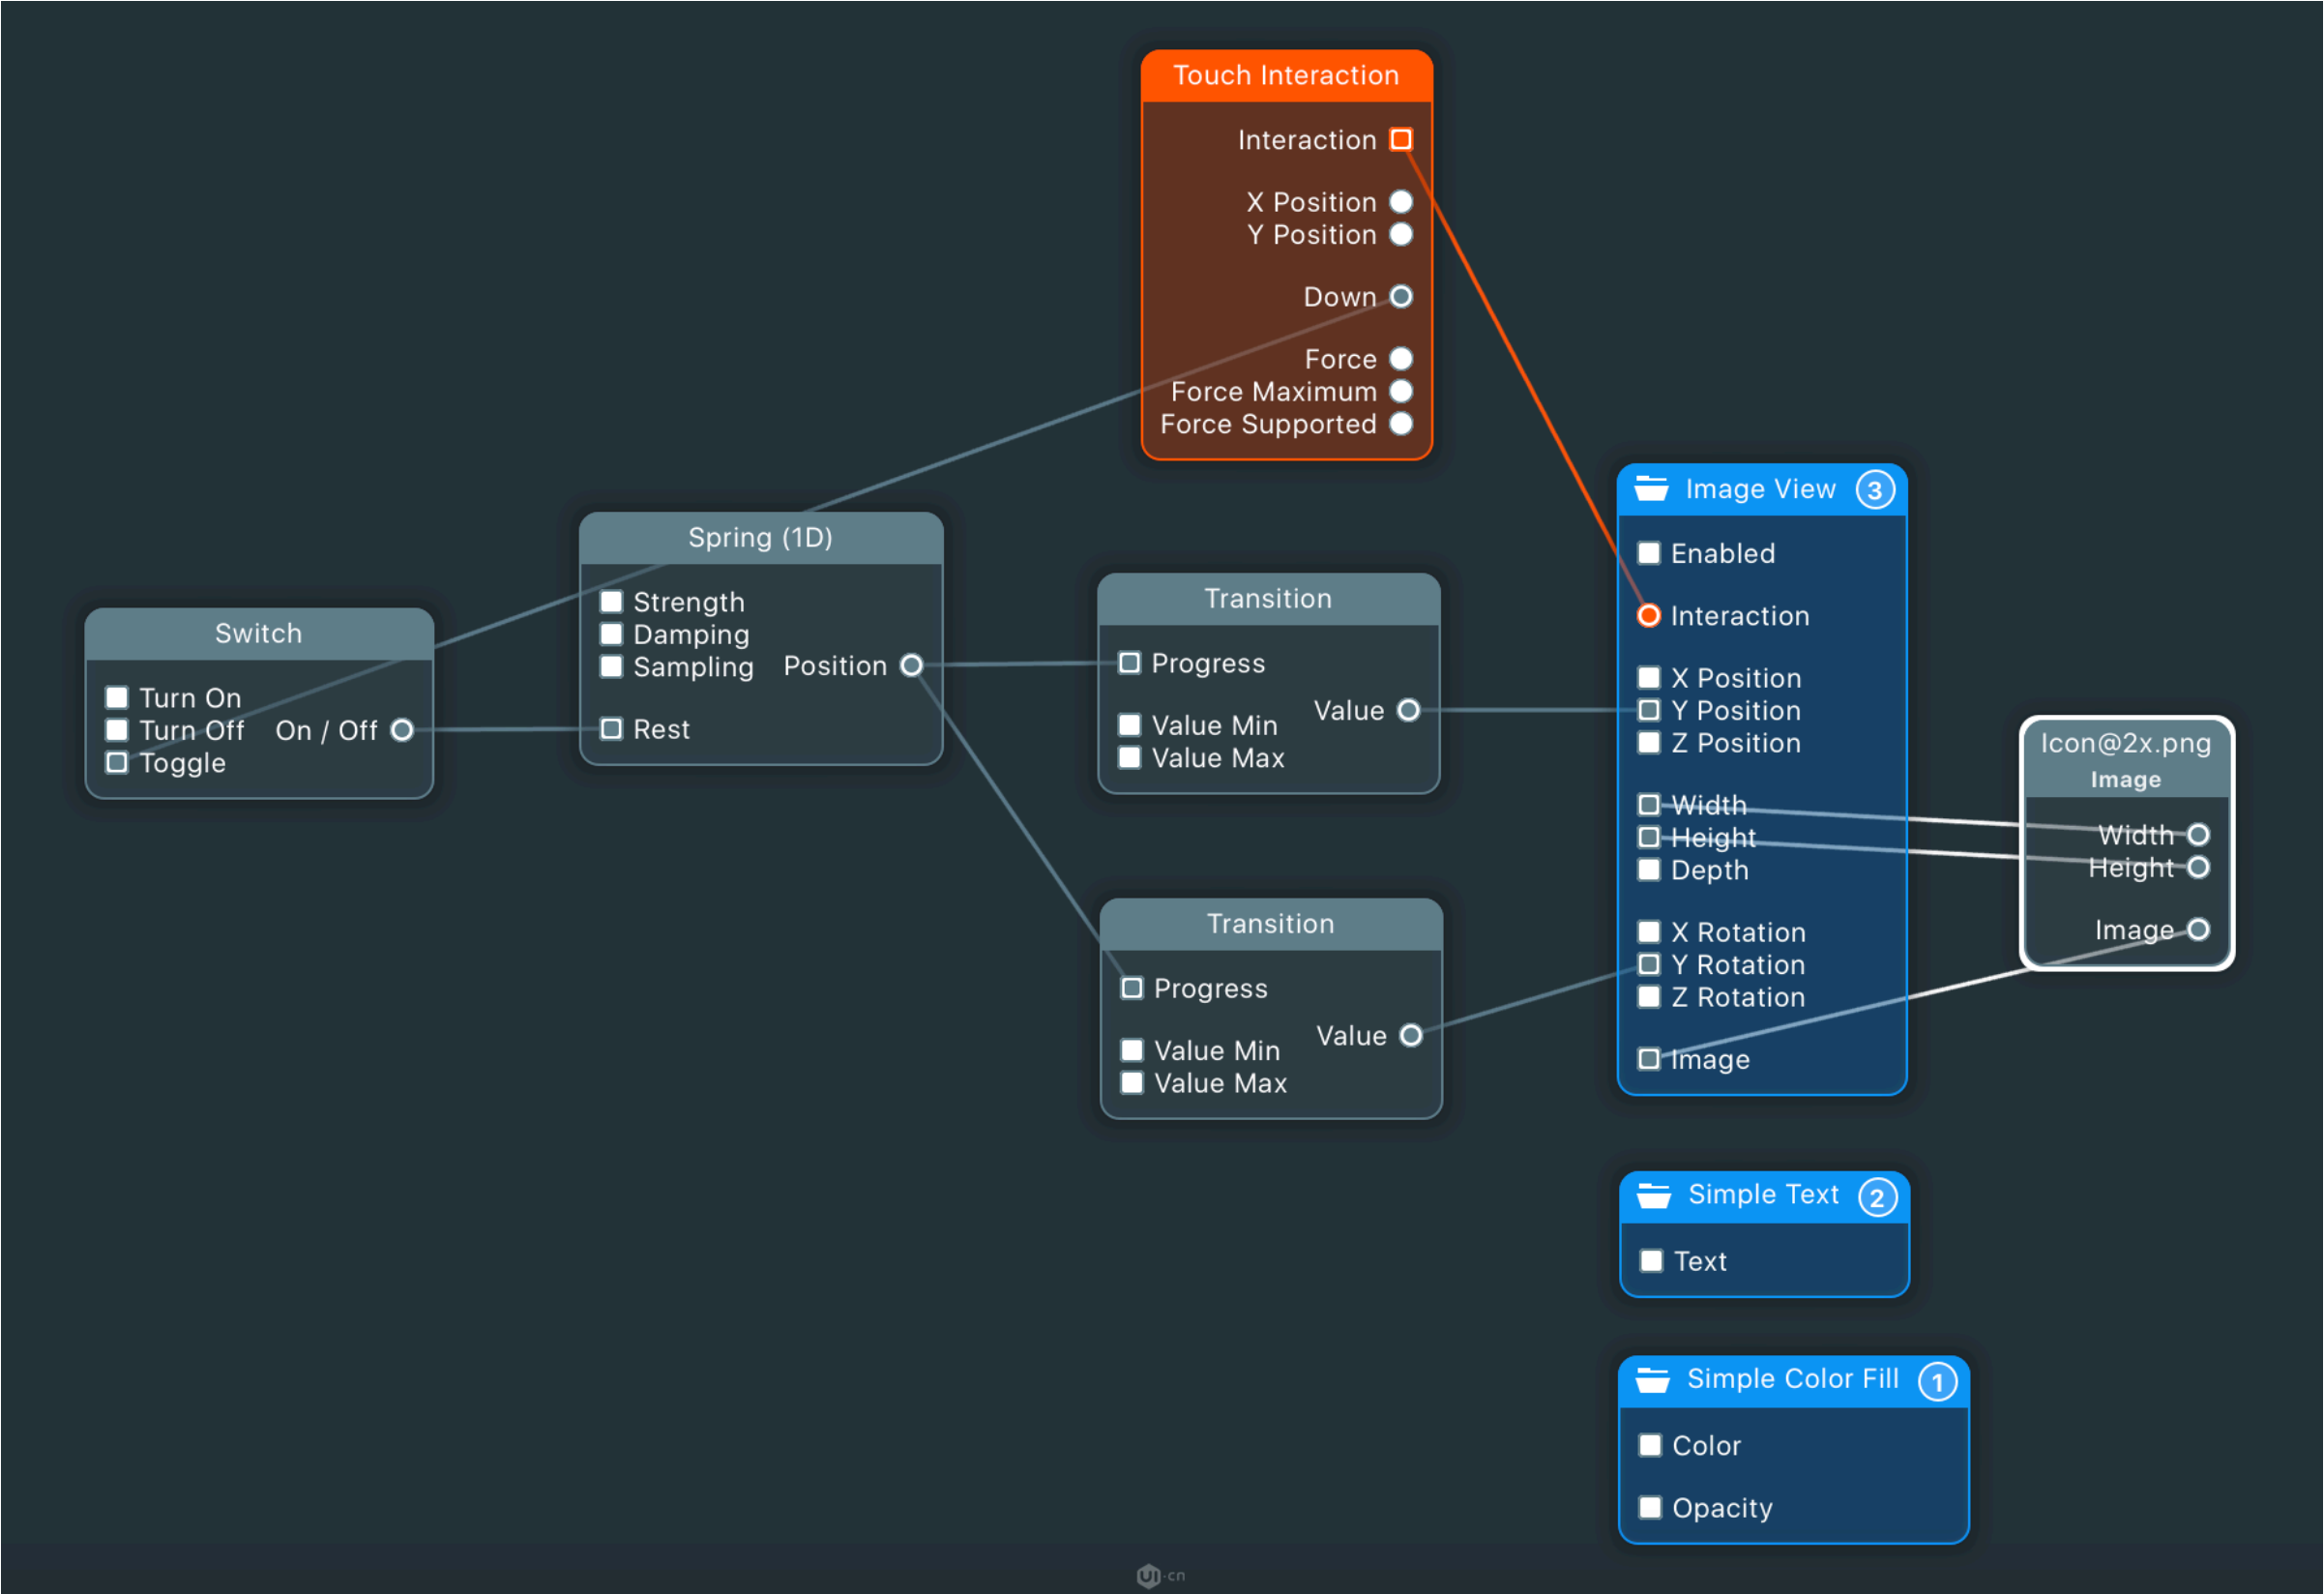 Touch Interaction
Interaction
X Position
Y Position
Down
Force
Force Maximum
Force Supported
Switch
Turn On
Turn Off
On / Off
Toggle
Spring (1D)
Strength
Damping
Sampling
Position
Rest
Transition
Progress
Value
Value Min
Value Max
Transition
Progress
Value
Value Min
Value Max
Image View 3
Enabled
Interaction
X Position
Y Position
Z Position
Width
Height
Depth
X Rotation
Y Rotation
Z Rotation
Image
Icon@2x.png
Image
Width
Height
Image
Simple Text 2
Text
Simple Color Fill 1
Color
Opacity
UI·cn